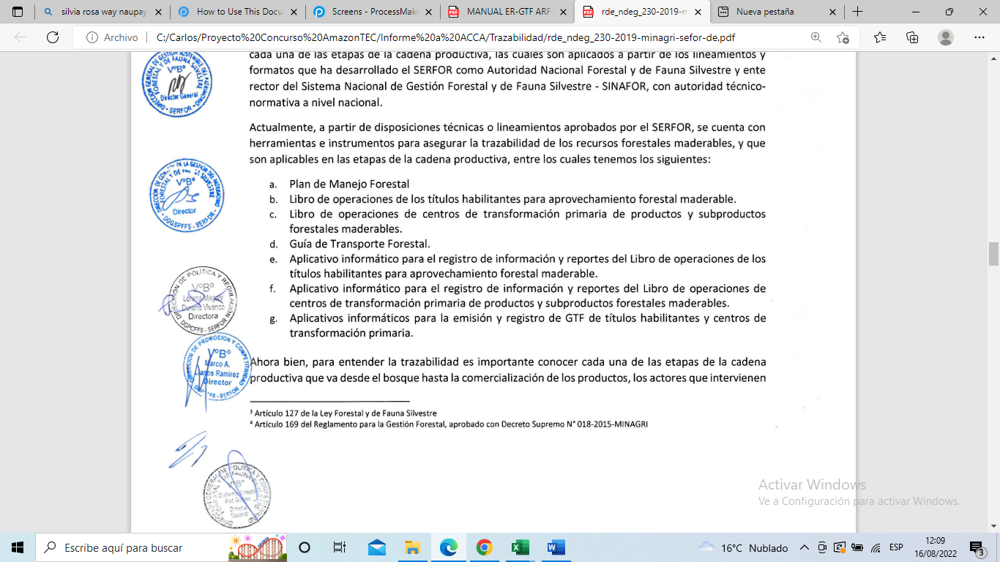 silvia rosa way naupay
How to Use This Docu
Screens - ProcessMake
MANUAL ER-GTF ARF-
rde_ndeg_230-2019-m
Nueva pestaña
Archivo
C:/Carlos/Proyecto%20Concurso%20AmazonTEC/Informe%20a%20ACCA/Trazabilidad/rde_ndeg_230-2019-minagri-sefor-de.pdf
cada una de las etapas de la cadena productiva, las cuales son aplicados a partir de los lineamientos y
formatos que ha desarrollado el SERFOR como Autoridad Nacional Forestal y de Fauna Silvestre y ente
rector del Sistema Nacional de Gestión Forestal y de Fauna Silvestre - SINAFOR, con autoridad técnico-
normativa a nivel nacional.
Actualmente, a partir de disposiciones técnicas o lineamientos aprobados por el SERFOR, se cuenta con
herramientas e instrumentos para asegurar la trazabilidad de los recursos forestales maderables, y que
son aplicables en las etapas de la cadena productiva, entre los cuales tenemos los siguientes:
a. Plan de Manejo Forestal
b. Libro de operaciones de los títulos habilitantes para aprovechamiento forestal maderable.
c. Libro de operaciones de centros de transformación primaria de productos y subproductos
forestales maderables.
d. Guía de Transporte Forestal.
e. Aplicativo informático para el registro de información y reportes del Libro de operaciones de los
títulos habilitantes para aprovechamiento forestal maderable.
f. Aplicativo informático para el registro de información y reportes del Libro de operaciones de
centros de transformación primaria de productos y subproductos forestales maderables.
g. Aplicativos informáticos para la emisión y registro de GTF de títulos habilitantes y centros de
transformación primaria.
Ahora bien, para entender la trazabilidad es importante conocer cada una de las etapas de la cadena
productiva que va desde el bosque hasta la comercialización de los productos, los actores que intervienen
³ Artículo 127 de la Ley Forestal y de Fauna Silvestre
⁴ Artículo 169 del Reglamento para la Gestión Forestal, aprobado con Decreto Supremo N° 018-2015-MINAGRI
V°B°
Director General
SERFOR
V°B°
Director
DGGSPFFS - SERFOR
DIRECCIÓN DE POLÍTICA Y REGULACIÓN
V°B°
Durand Vivanco
Directora
DGPCFFS - SERFOR
DIRECCIÓN DE PROMOCIÓN Y COMPETITIVIDAD
V°B°
Marco A.
Llanos Ramirez
Director
SERFOR
Activar Windows
Ve a Configuración para activar Windows.
Escribe aquí para buscar
16°C Nublado
ESP
12:09
16/08/2022
3